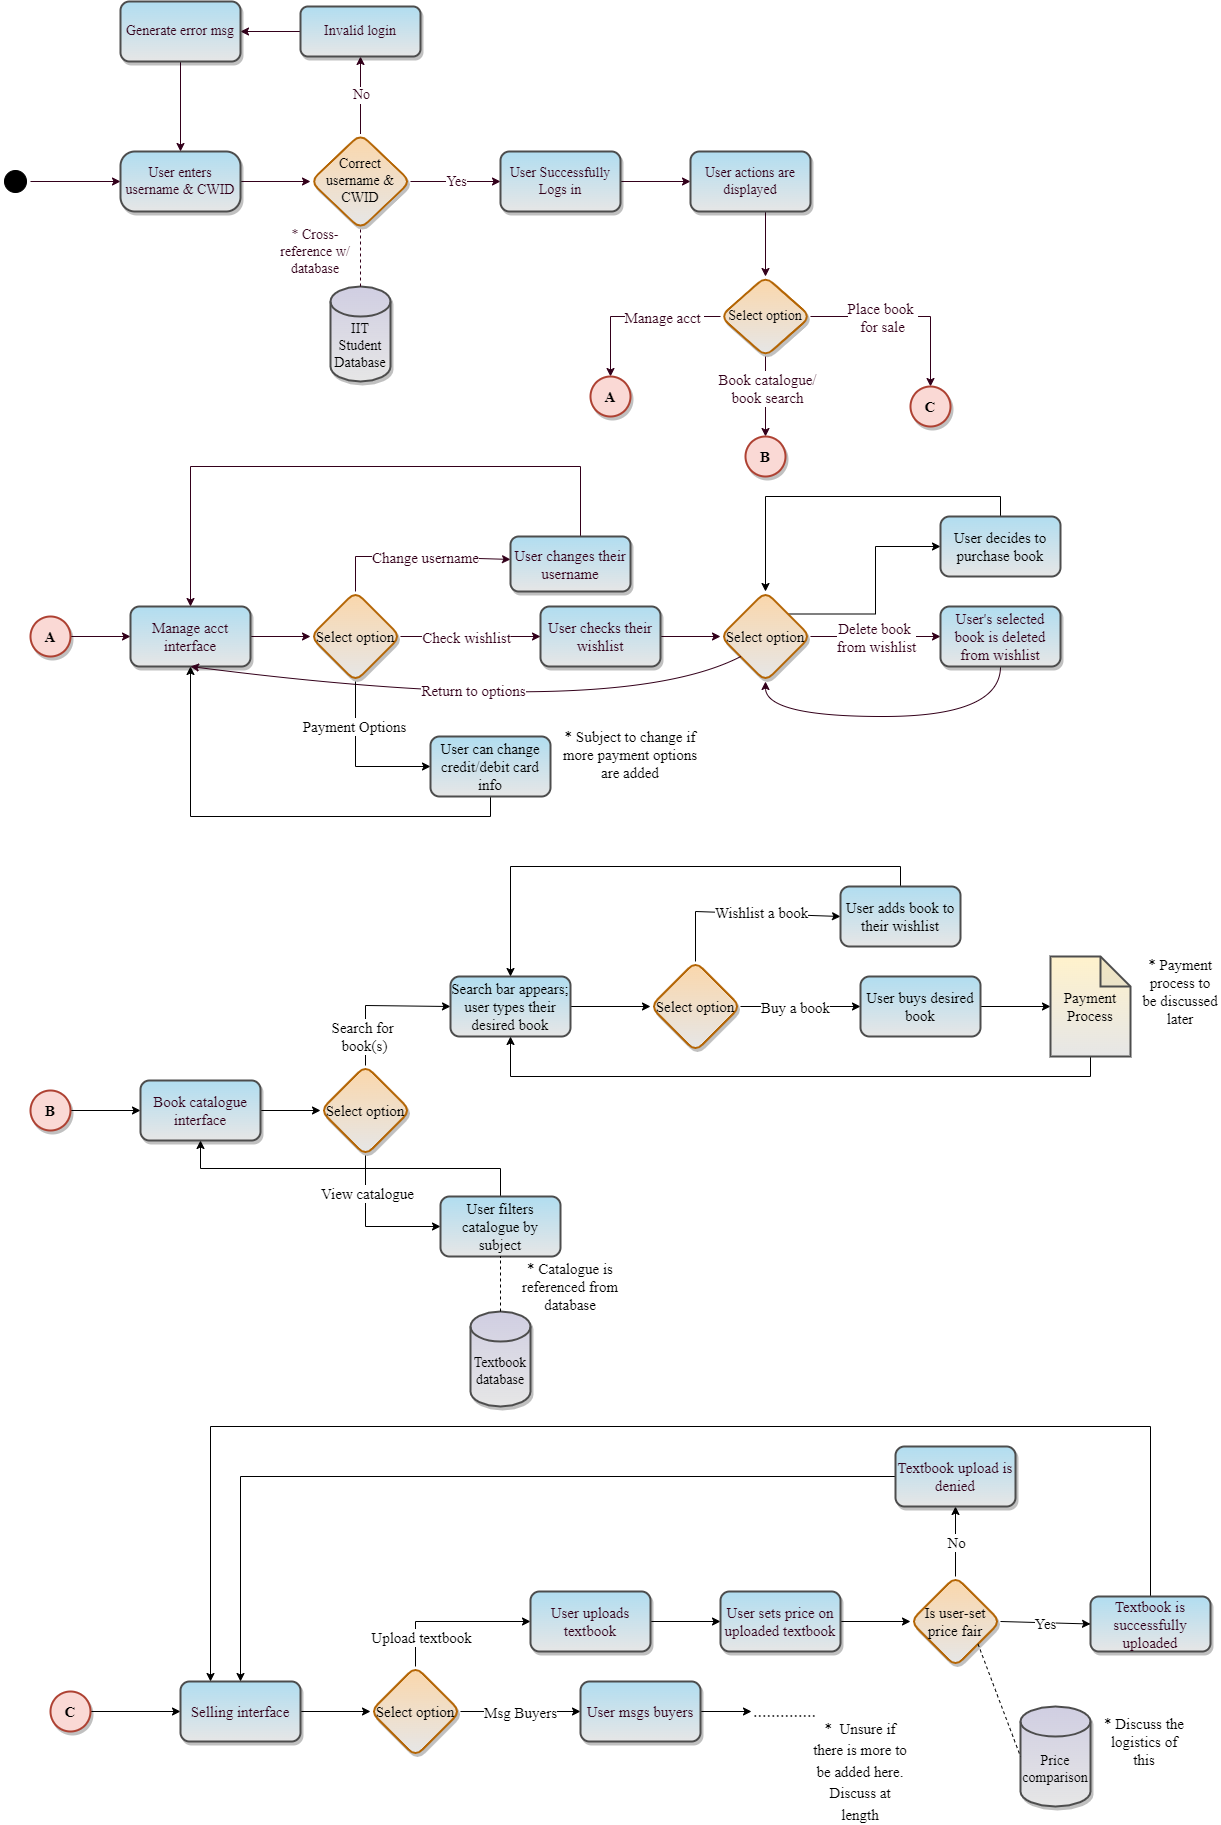 Generate error msg
Invalid login
No
User enters
username & CWID
Correct
username &
CWID
Yes
User Successfully
Logs in
User actions are
displayed
* Cross-
reference w/
database
IIT
Student
Database
Select option
Manage acct
Place book
for sale
Book catalogue/
book search
A
C
B
User decides to
purchase book
Change username
User changes their
username
A
Manage acct
interface
Select option
Check wishlist
User checks their
wishlist
Select option
Delete book
from wishlist
User's selected
book is deleted
from wishlist
Return to options
Payment Options
User can change
credit/debit card
info
* Subject to change if
more payment options
are added
Wishlist a book
User adds book to
their wishlist
Search bar appears;
user types their
desired book
Select option
Buy a book
User buys desired
book
Payment
Process
* Payment
process to
be discussed
later
Search for
book(s)
B
Book catalogue
interface
Select option
View catalogue
User filters
catalogue by
subject
* Catalogue is
referenced from
database
Textbook
database
Textbook upload is
denied
No
User uploads
textbook
User sets price on
uploaded textbook
Is user-set
price fair
Yes
Textbook is
successfully
uploaded
Upload textbook
C
Selling interface
Select option
Msg Buyers
User msgs buyers
..............
* Unsure if
there is more to
be added here.
Discuss at
length
Price
comparison
* Discuss the
logistics of
this